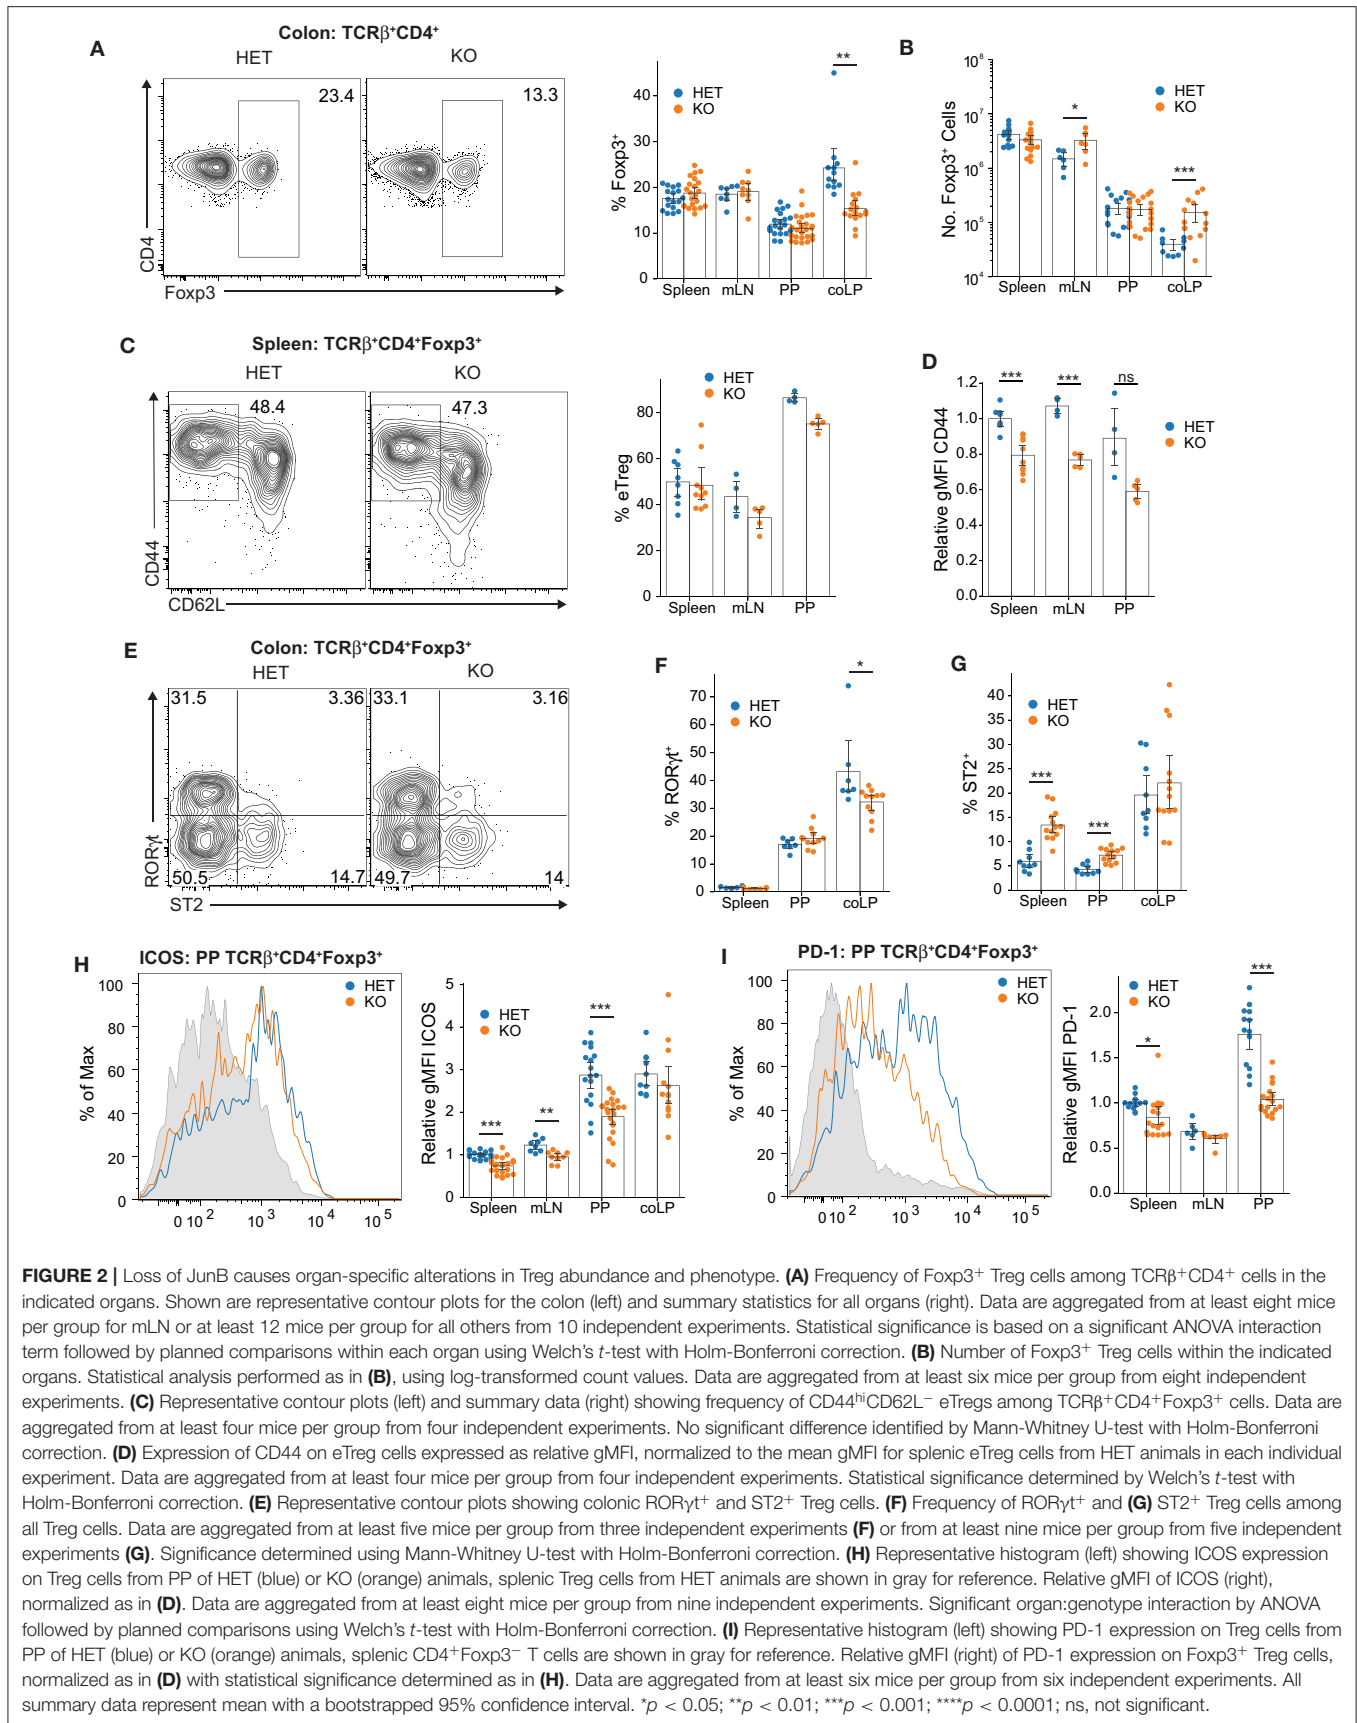 A
Colon: TCRβ⁺CD4⁺
HET
KO
23.4
13.3
CD4
Foxp3
% Foxp3⁺
40
30
20
10
0
HET
KO
**
Spleen mLN PP coLP
B
No. Foxp3⁺ Cells
10⁸
10⁷
10⁶
10⁵
10⁴
HET
KO
*
***
Spleen mLN PP coLP
C
Spleen: TCRβ⁺CD4⁺Foxp3⁺
HET
KO
48.4
47.3
CD44
CD62L
% eTreg
80
60
40
20
0
HET
KO
Spleen mLN PP
D
Relative gMFI CD44
1.2
1.0
0.8
0.6
0.4
0.2
0.0
*** *** ns
HET
KO
Spleen mLN PP
E
Colon: TCRβ⁺CD4⁺Foxp3⁺
HET
KO
31.5 3.36 33.1 3.16
50.5 14.7 49.7 14
RORγt
ST2
F
% RORγt⁺
70
60
50
40
30
20
10
0
HET
KO
*
Spleen PP coLP
G
% ST2⁺
40
35
30
25
20
15
10
5
0
HET
KO
***
***
Spleen PP coLP
H
ICOS: PP TCRβ⁺CD4⁺Foxp3⁺
HET
KO
% of Max
100
80
60
40
20
0
0 10² 10³ 10⁴ 10⁵
Relative gMFI ICOS
5
4
3
2
1
0
HET
KO
*** ** ***
Spleen mLN PP coLP
I
PD-1: PP TCRβ⁺CD4⁺Foxp3⁺
HET
KO
% of Max
100
80
60
40
20
0
0 10² 10³ 10⁴ 10⁵
Relative gMFI PD-1
2.0
1.5
1.0
0.5
0.0
HET
KO
* ***
Spleen mLN PP
FIGURE 2 | Loss of JunB causes organ-specific alterations in Treg abundance and phenotype. (A) Frequency of Foxp3⁺ Treg cells among TCRβ⁺CD4⁺ cells in the
indicated organs. Shown are representative contour plots for the colon (left) and summary statistics for all organs (right). Data are aggregated from at least eight mice
per group for mLN or at least 12 mice per group for all others from 10 independent experiments. Statistical significance is based on a significant ANOVA interaction
term followed by planned comparisons within each organ using Welch's t-test with Holm-Bonferroni correction. (B) Number of Foxp3⁺ Treg cells within the indicated
organs. Statistical analysis performed as in (B), using log-transformed count values. Data are aggregated from at least six mice per group from eight independent
experiments. (C) Representative contour plots (left) and summary data (right) showing frequency of CD44ʰⁱCD62L⁻ eTregs among TCRβ⁺CD4⁺Foxp3⁺ cells. Data are
aggregated from at least four mice per group from four independent experiments. No significant difference identified by Mann-Whitney U-test with Holm-Bonferroni
correction. (D) Expression of CD44 on eTreg cells expressed as relative gMFI, normalized to the mean gMFI for splenic eTreg cells from HET animals in each individual
experiment. Data are aggregated from at least four mice per group from four independent experiments. Statistical significance determined by Welch's t-test with
Holm-Bonferroni correction. (E) Representative contour plots showing colonic RORγt⁺ and ST2⁺ Treg cells. (F) Frequency of RORγt⁺ and (G) ST2⁺ Treg cells among
all Treg cells. Data are aggregated from at least five mice per group from three independent experiments (F) or from at least nine mice per group from five independent
experiments (G). Significance determined using Mann-Whitney U-test with Holm-Bonferroni correction. (H) Representative histogram (left) showing ICOS expression
on Treg cells from PP of HET (blue) or KO (orange) animals, splenic Treg cells from HET animals are shown in gray for reference. Relative gMFI of ICOS (right),
normalized as in (D). Data are aggregated from at least eight mice per group from nine independent experiments. Significant organ:genotype interaction by ANOVA
followed by planned comparisons using Welch's t-test with Holm-Bonferroni correction. (I) Representative histogram (left) showing PD-1 expression on Treg cells from
PP of HET (blue) or KO (orange) animals, splenic CD4⁺Foxp3⁻ T cells are shown in gray for reference. Relative gMFI (right) of PD-1 expression on Foxp3⁺ Treg cells,
normalized as in (D) with statistical significance determined as in (H). Data are aggregated from at least six mice per group from six independent experiments. All
summary data represent mean with a bootstrapped 95% confidence interval. *p < 0.05; **p < 0.01; ***p < 0.001; ****p < 0.0001; ns, not significant.